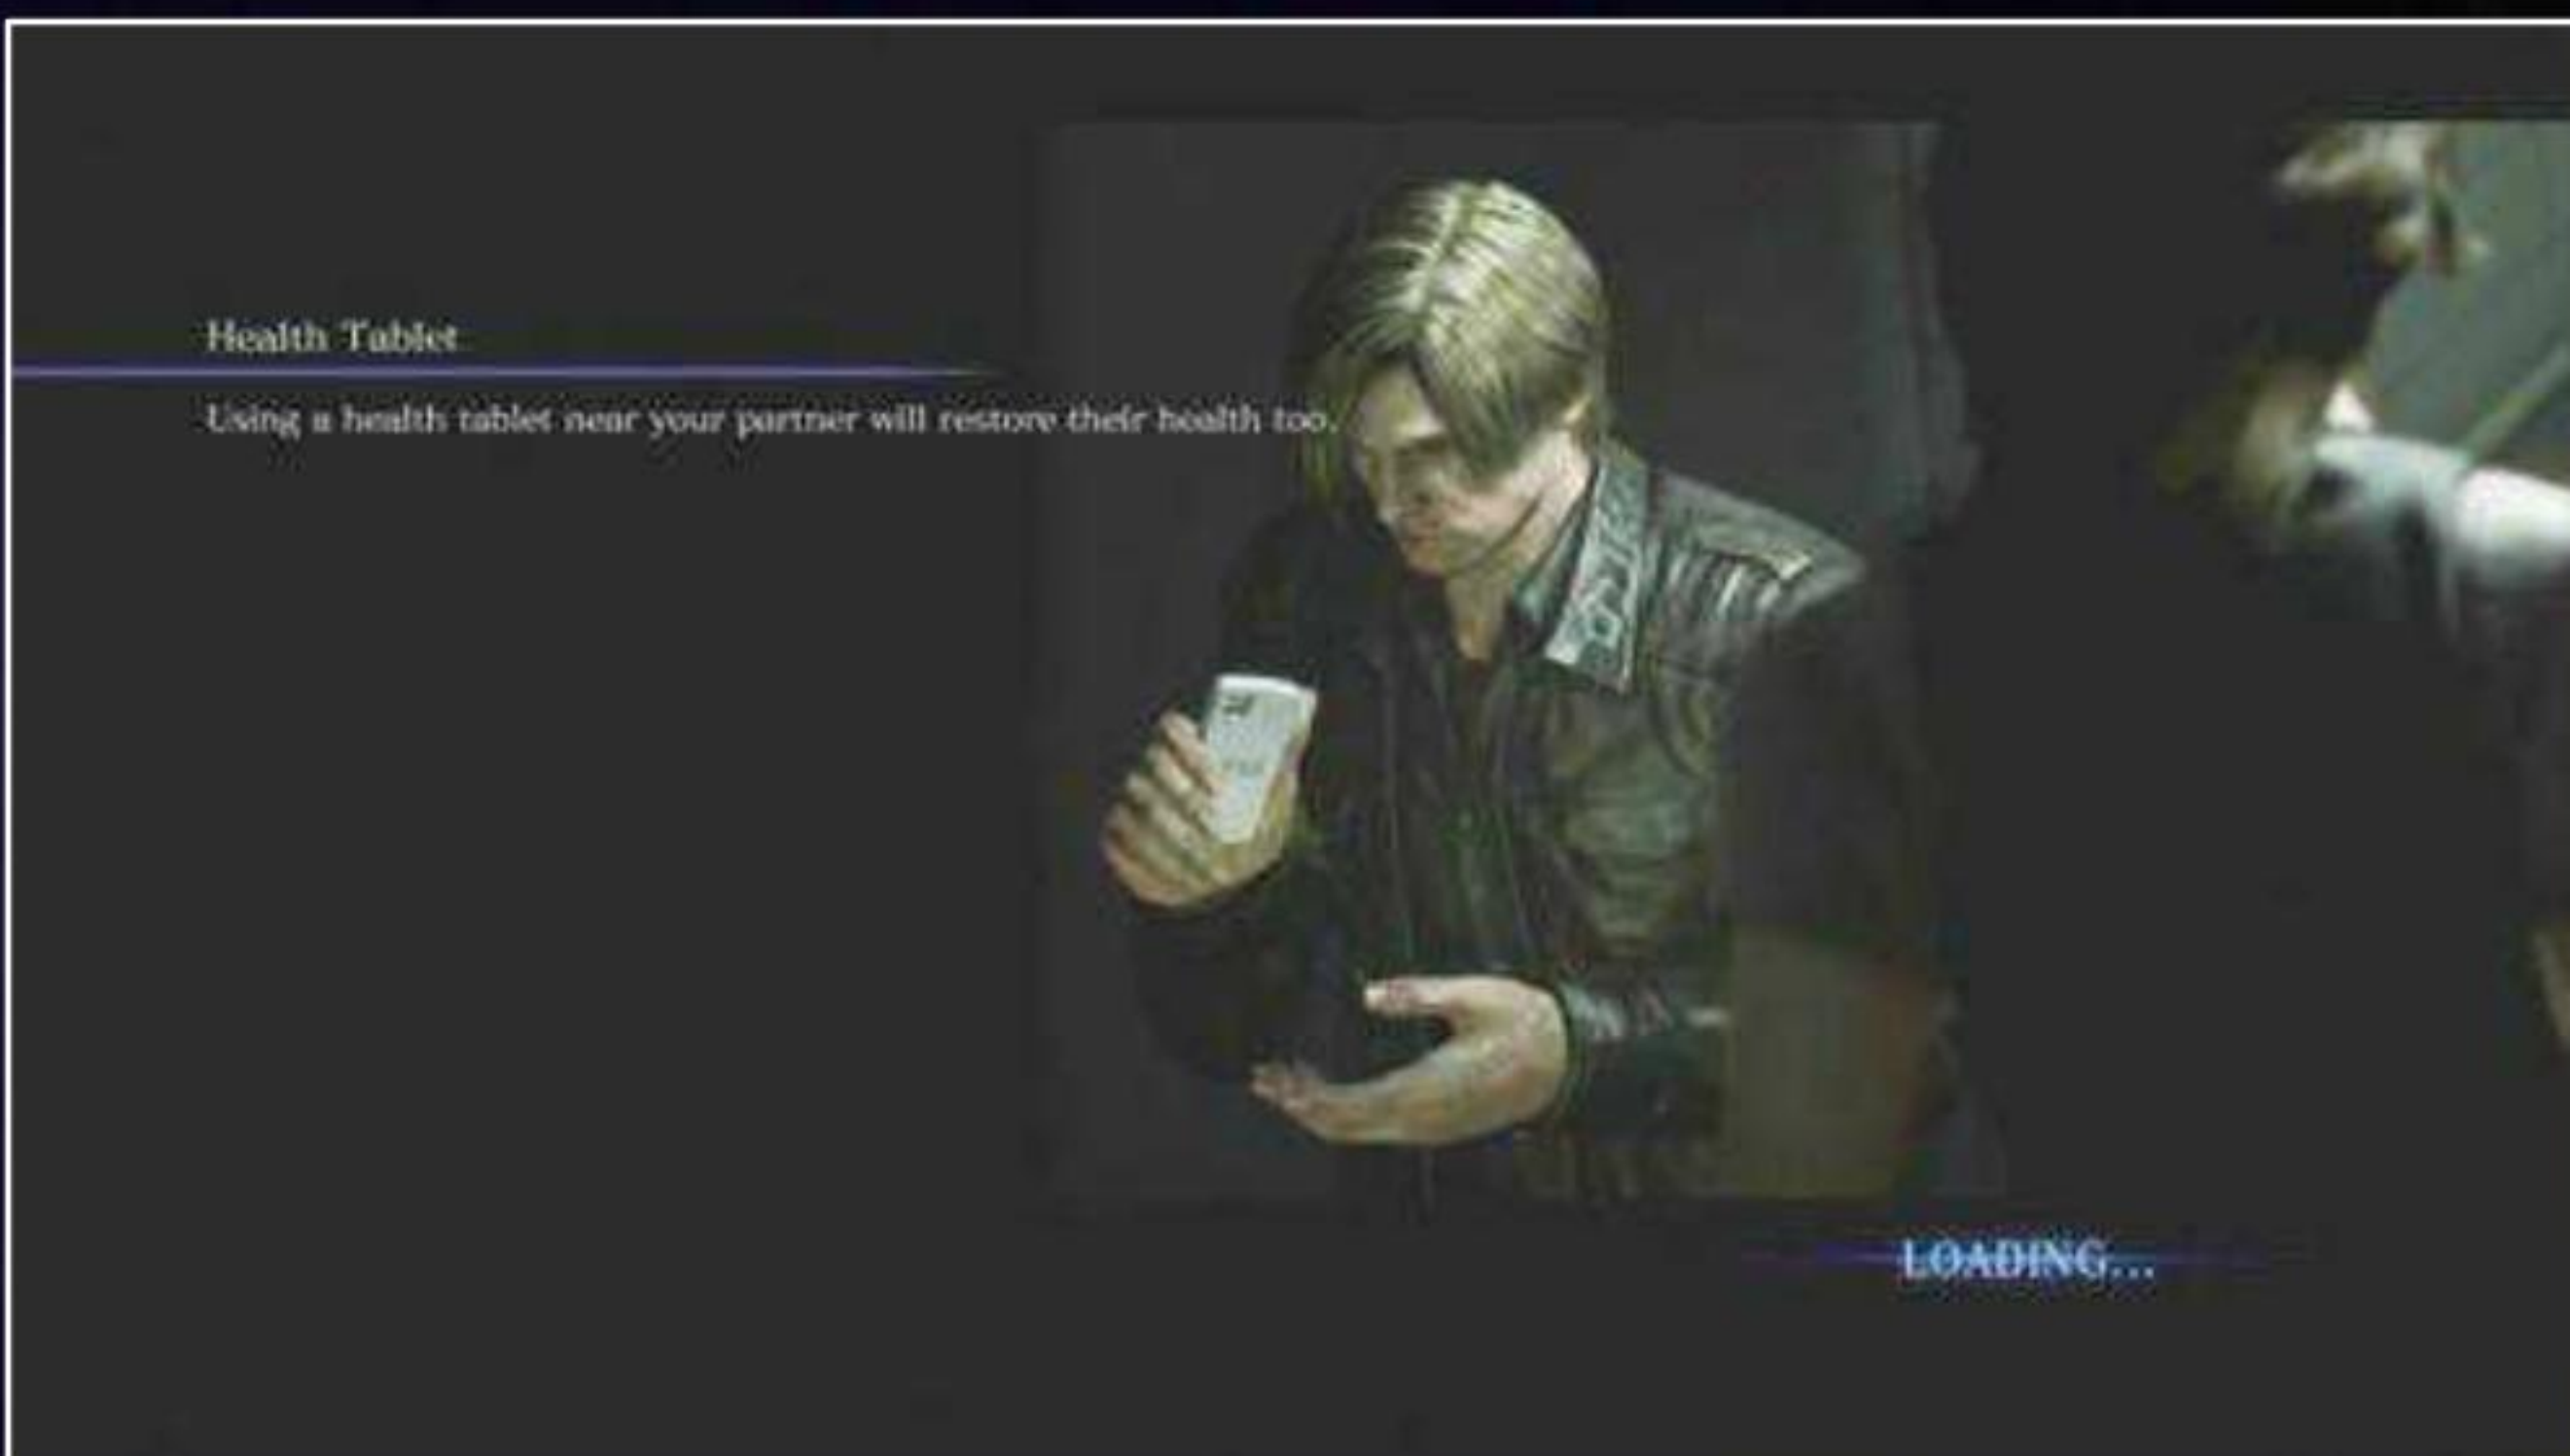 Health Tablet
Using a health tablet near your partner will restore their health too.
LOADING...